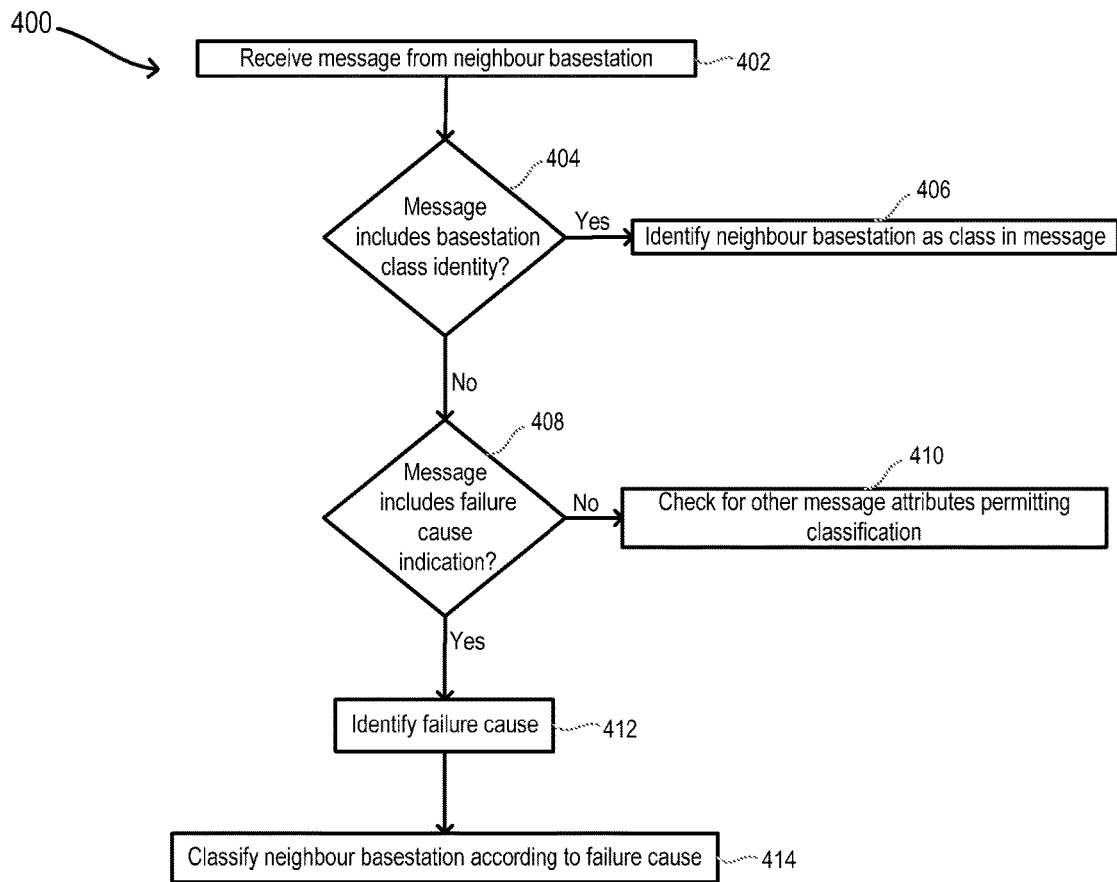 400
Receive message from neighbour basestation
402
404
Message
includes basestation
class identity?
Yes
406
Identify neighbour basestation as class in message
No
408
Message
includes failure
cause
indication?
No
410
Check for other message attributes permitting
classification
Yes
Identify failure cause
412
Classify neighbour basestation according to failure cause
414